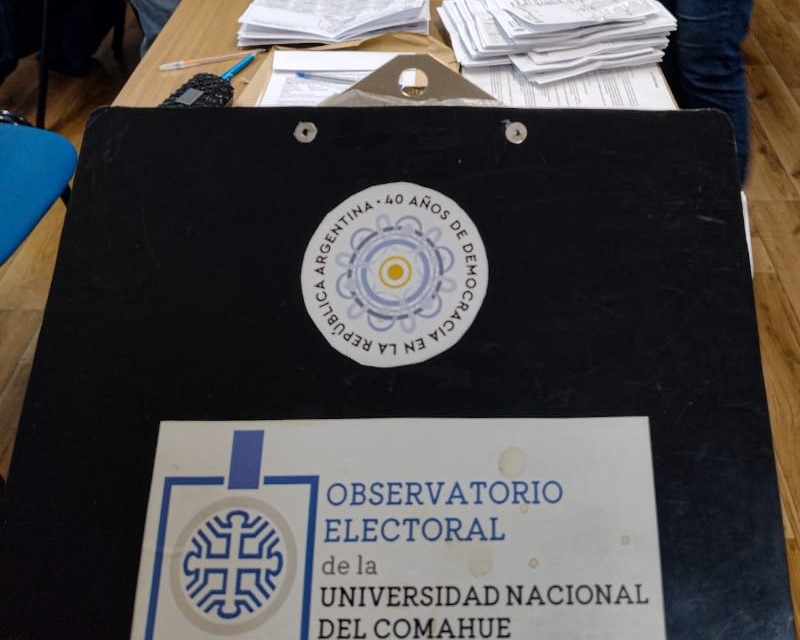 40 AÑOS DE DEMOCRACIA EN LA REPÚBLICA ARGENTINA •
OBSERVATORIO
ELECTORAL
de la
UNIVERSIDAD NACIONAL
DEL COMAHUE